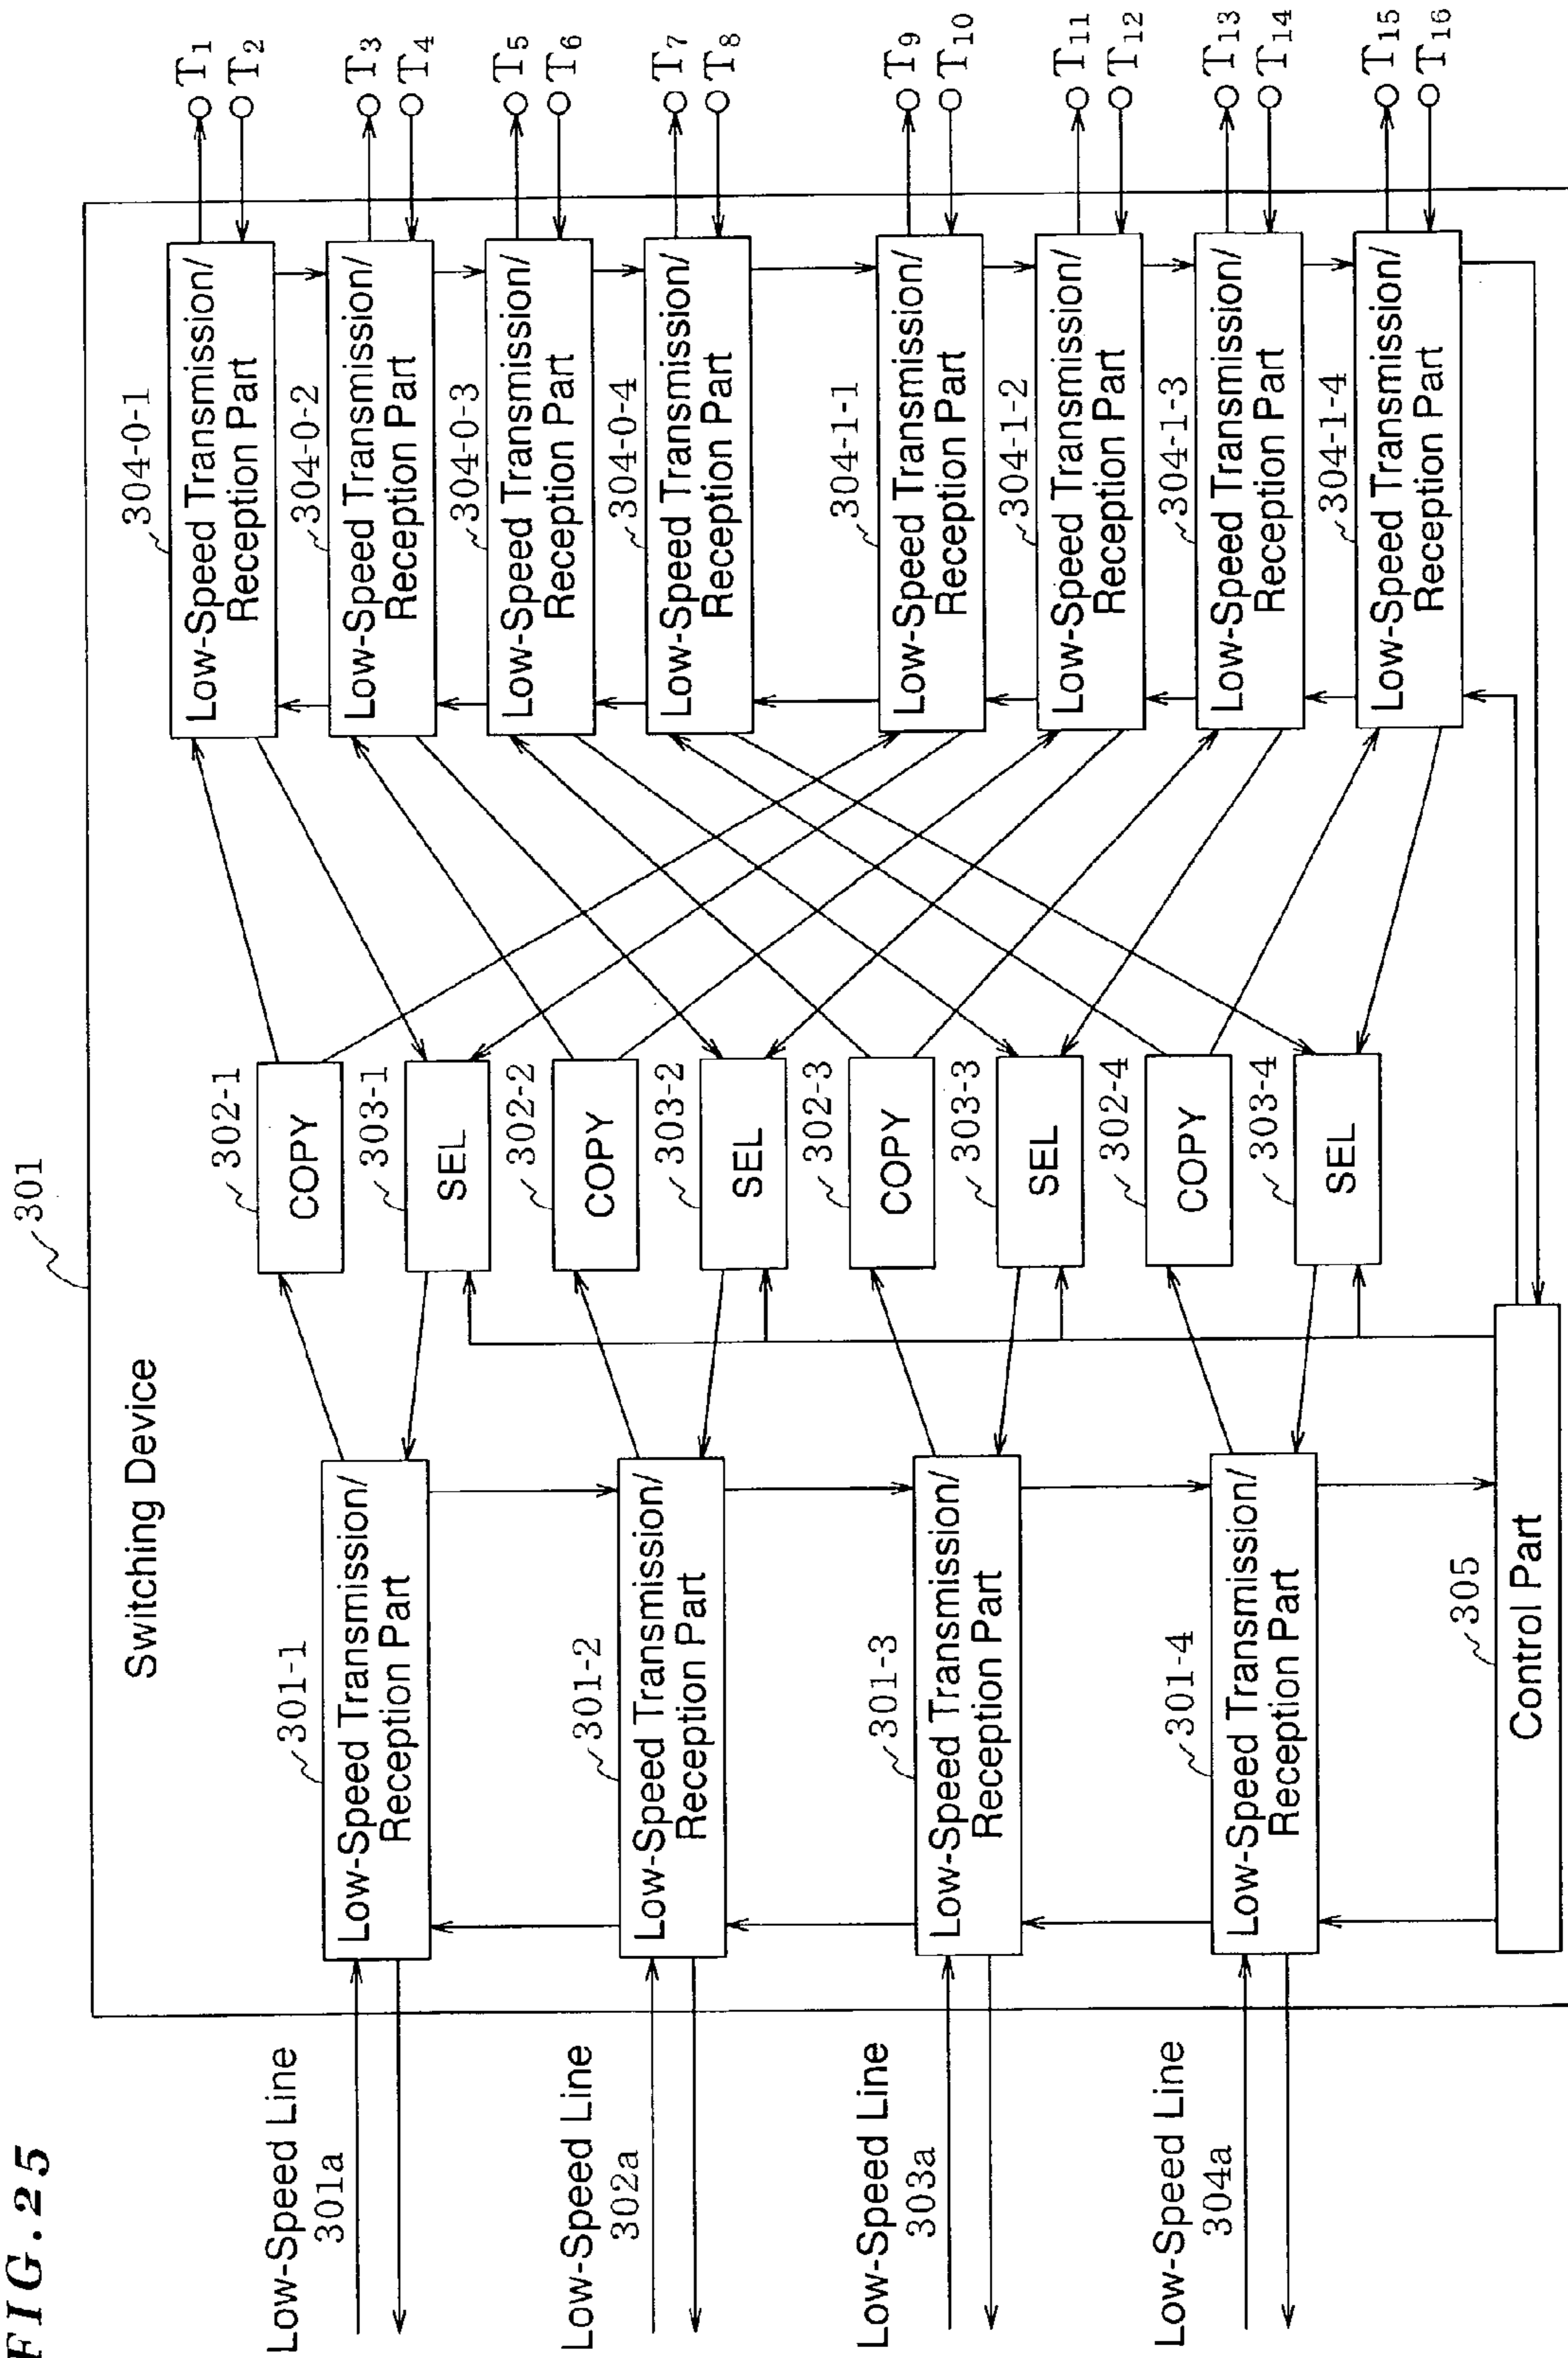 FIG.25
301
Switching Device
Low-Speed Line
301a
Low-Speed Line
302a
Low-Speed Line
303a
Low-Speed Line
304a
301-1
Low-Speed Transmission/
Reception Part
301-2
Low-Speed Transmission/
Reception Part
301-3
Low-Speed Transmission/
Reception Part
301-4
Low-Speed Transmission/
Reception Part
305
Control Part
302-1
COPY
303-1
SEL
302-2
COPY
303-2
SEL
302-3
COPY
303-3
SEL
302-4
COPY
303-4
SEL
304-0-1
Low-Speed Transmission/
Reception Part
304-0-2
Low-Speed Transmission/
Reception Part
304-0-3
Low-Speed Transmission/
Reception Part
304-0-4
Low-Speed Transmission/
Reception Part
304-1-1
Low-Speed Transmission/
Reception Part
304-1-2
Low-Speed Transmission/
Reception Part
304-1-3
Low-Speed Transmission/
Reception Part
304-1-4
Low-Speed Transmission/
Reception Part
T1
T2
T3
T4
T5
T6
T7
T8
T9
T10
T11
T12
T13
T14
T15
T16